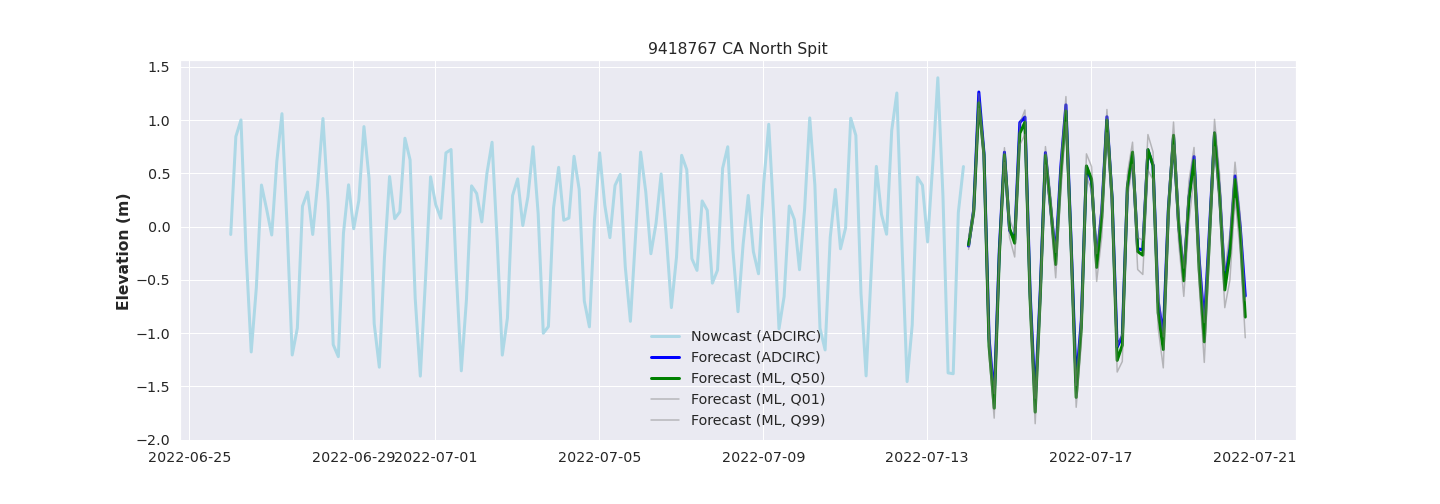 9418767 CA North Spit
Elevation (m)
1.5
1.0
0.5
0.0
−0.5
−1.0
−1.5
−2.0
Nowcast (ADCIRC)
Forecast (ADCIRC)
Forecast (ML, Q50)
Forecast (ML, Q01)
Forecast (ML, Q99)
2022-06-25 2022-06-29 2022-07-01 2022-07-05 2022-07-09 2022-07-13 2022-07-17 2022-07-21